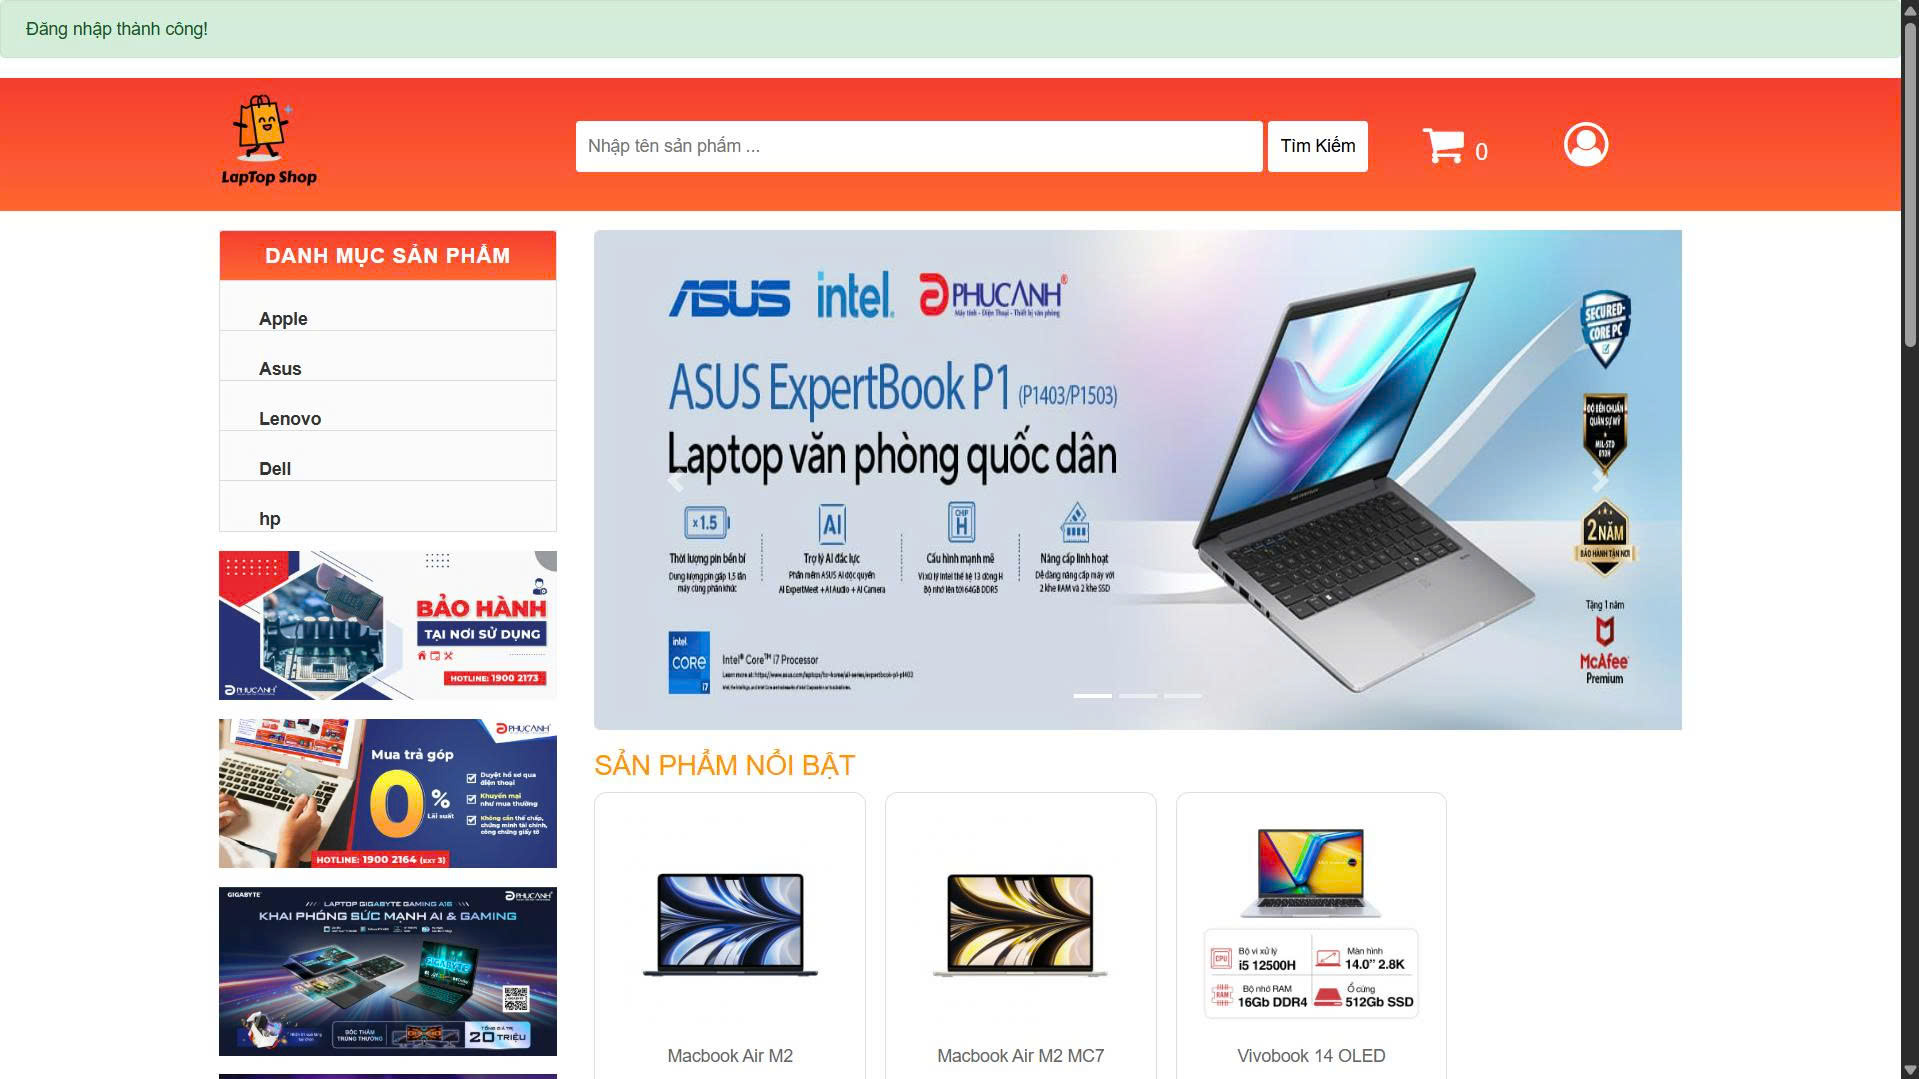 Đăng nhập thành công!
LapTop Shop
Nhập tên sản phẩm ...
Tìm Kiếm
0
DANH MỤC SẢN PHẨM
Apple
Asus
Lenovo
Dell
hp
ASUS intel. PHUCANH®
Máy tính - Điện Thoại - Thiết bị văn phòng
ASUS ExpertBook P1 (P1403/P1503)
Laptop văn phòng quốc dân
x 1.5
AI
CHIP
H
Thời lượng pin bền bỉ
Dung lượng pin gấp 1,5 lần
máy cùng phân khúc
Trợ lý AI đắc lực
Phần mềm ASUS AI độc quyền
AI ExpertMeet + AI Audio + AI Camera
Cấu hình mạnh mẽ
Vi xử lý Intel thế hệ 13 dòng H
Bộ nhớ lên tới 64GB DDR5
Nâng cấp linh hoạt
Dễ dàng nâng cấp máy với
2 khe RAM và 2 khe SSD
intel
CORE
i7
Intel® Core™ i7 Processor
SECURED-
CORE PC
ĐỘ BỀN CHUẨN
QUÂN SỰ MỸ
MIL-STD
810H
2 NĂM
BẢO HÀNH TẬN NƠI
Tặng 1 năm
McAfee
Premium
BẢO HÀNH
TẠI NƠI SỬ DỤNG
HOTLINE: 1900 2173
PHUCANH
PHUCANH
Mua trả góp
0%
Lãi suất
Duyệt hồ sơ qua
điện thoại
Khuyến mại
như mua thường
Không cần thế chấp,
chứng minh tài chính,
công chứng giấy tờ
HOTLINE: 1900 2164 (EXT 3)
GIGABYTE
PHUCANH
LAPTOP GIGABYTE GAMING A16
KHAI PHÓNG SỨC MẠNH AI & GAMING
GIGABYTE
BỐC THĂM
TRÚNG THƯỞNG
TỔNG GIÁ TRỊ
20 TRIỆU
SẢN PHẨM NỔI BẬT
Macbook Air M2
Macbook Air M2 MC7
CPU
Bộ vi xử lý
i5 12500H
Màn hình
14.0" 2.8K
RAM
Bộ nhớ RAM
16Gb DDR4
Ổ cứng
512Gb SSD
Vivobook 14 OLED